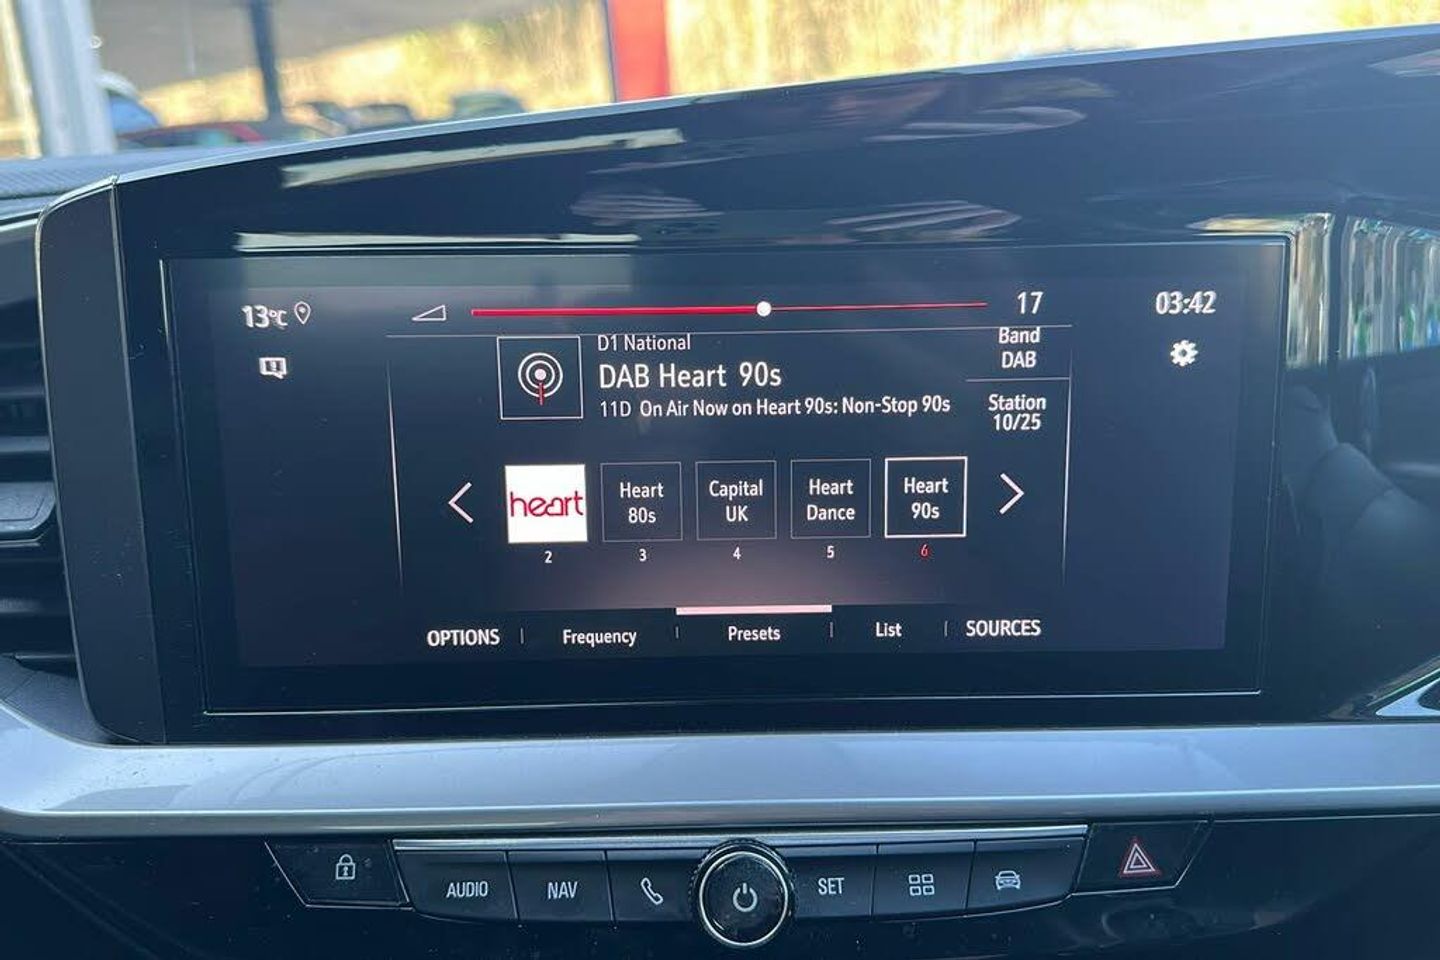 13°C
17
03:42
D1 National
DAB Heart 90s
11D On Air Now on Heart 90s: Non-Stop 90s
Band
DAB
Station
10/25
heart
Heart
80s
Capital
UK
Heart
Dance
Heart
90s
2
3
4
5
6
OPTIONS
Frequency
Presets
List
SOURCES
AUDIO
NAV
SET